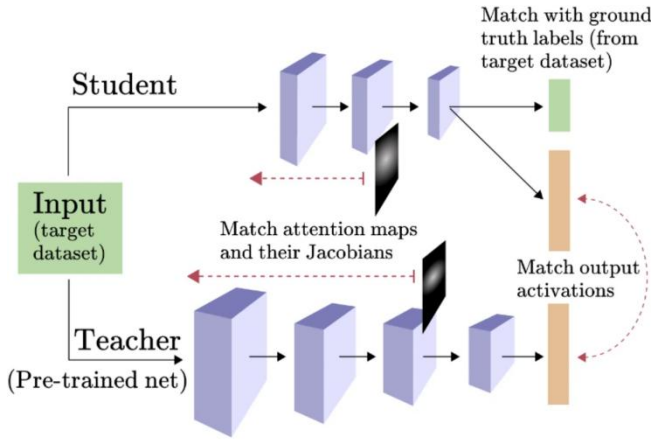 Match with ground
truth labels (from
target dataset)
Student
Input
(target
dataset)
Match attention maps
and their Jacobians
Match output
activations
Teacher
(Pre-trained net)